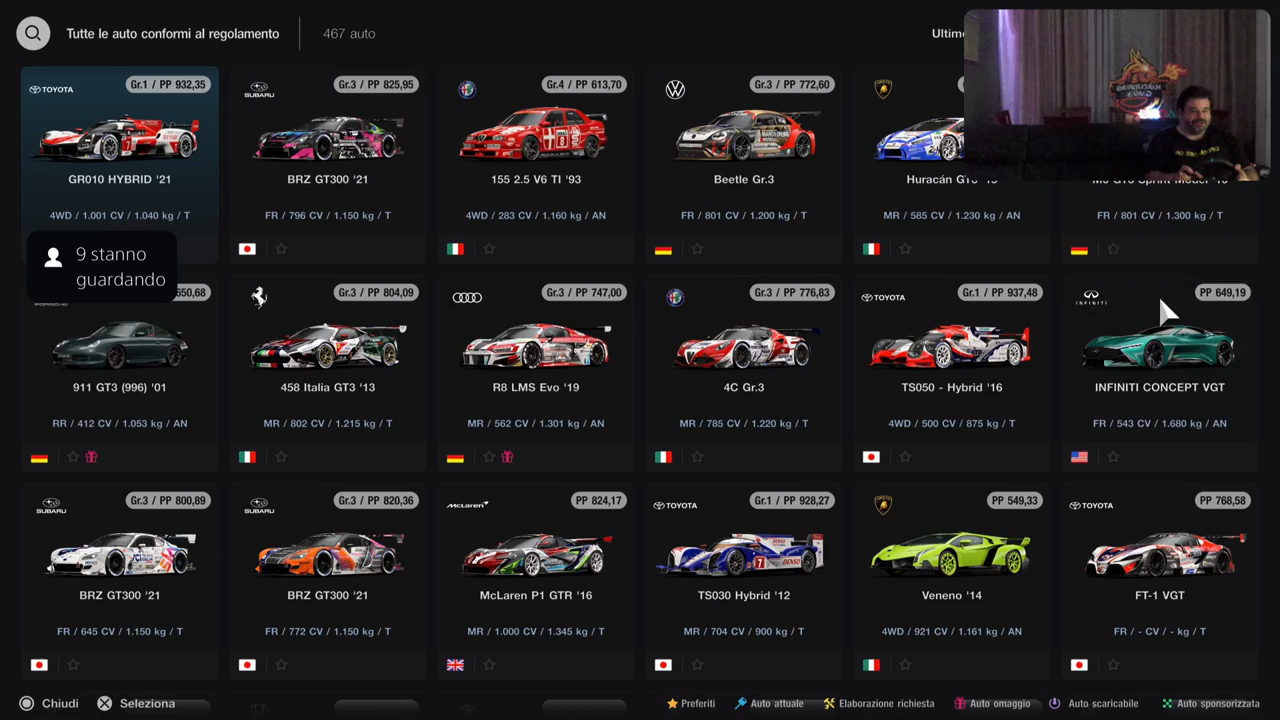 Tutte le auto conformi al regolamento
467 auto
TOYOTA
Gr.1 / PP 932,35
GR010 HYBRID '21
4WD / 1.001 CV / 1.040 kg / T
SUBARU
Gr.3 / PP 825,95
BRZ GT300 '21
FR / 796 CV / 1.150 kg / T
Gr.4 / PP 613,70
155 2.5 V6 TI '93
4WD / 283 CV / 1.160 kg / AN
Gr.3 / PP 772,60
Beetle Gr.3
FR / 801 CV / 1.200 kg / T
MR / 585 CV / 1.230 kg / AN
FR / 801 CV / 1.300 kg / T
9 stanno
guardando
911 GT3 (996) '01
RR / 412 CV / 1.053 kg / AN
Gr.3 / PP 804,09
458 Italia GT3 '13
MR / 802 CV / 1.215 kg / T
Gr.3 / PP 747,00
R8 LMS Evo '19
MR / 562 CV / 1.301 kg / AN
Gr.3 / PP 776,83
4C Gr.3
MR / 785 CV / 1.220 kg / T
TOYOTA
Gr.1 / PP 937,48
TS050 - Hybrid '16
4WD / 500 CV / 875 kg / T
INFINITI
PP 649,19
INFINITI CONCEPT VGT
FR / 543 CV / 1.680 kg / AN
SUBARU
Gr.3 / PP 800,89
BRZ GT300 '21
FR / 645 CV / 1.150 kg / T
SUBARU
Gr.3 / PP 820,36
BRZ GT300 '21
FR / 772 CV / 1.150 kg / T
McLaren
PP 824,17
McLaren P1 GTR '16
MR / 1.000 CV / 1.345 kg / T
TOYOTA
Gr.1 / PP 928,27
TS030 Hybrid '12
MR / 704 CV / 900 kg / T
PP 549,33
Veneno '14
4WD / 921 CV / 1.161 kg / AN
TOYOTA
PP 768,58
FT-1 VGT
FR / - CV / - kg / T
Chiudi
Seleziona
Preferiti
Auto attuale
Elaborazione richiesta
Auto omaggio
Auto scaricabile
Auto sponsorizzata